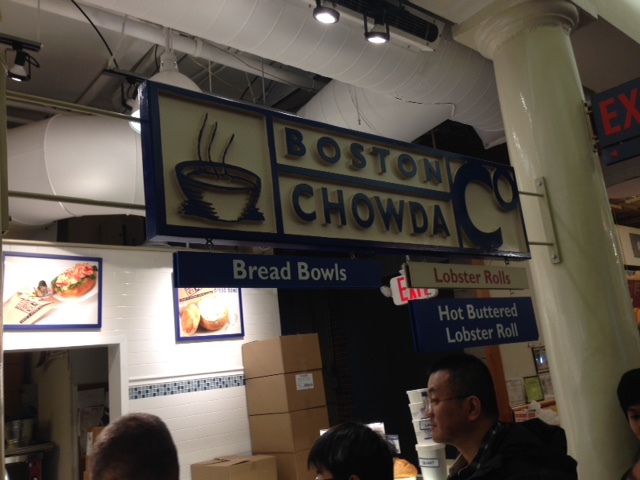 BOSTON
CHOWDA
Co
Bread Bowls
Lobster Rolls
Hot Buttered
Lobster Roll
EXIT
EX